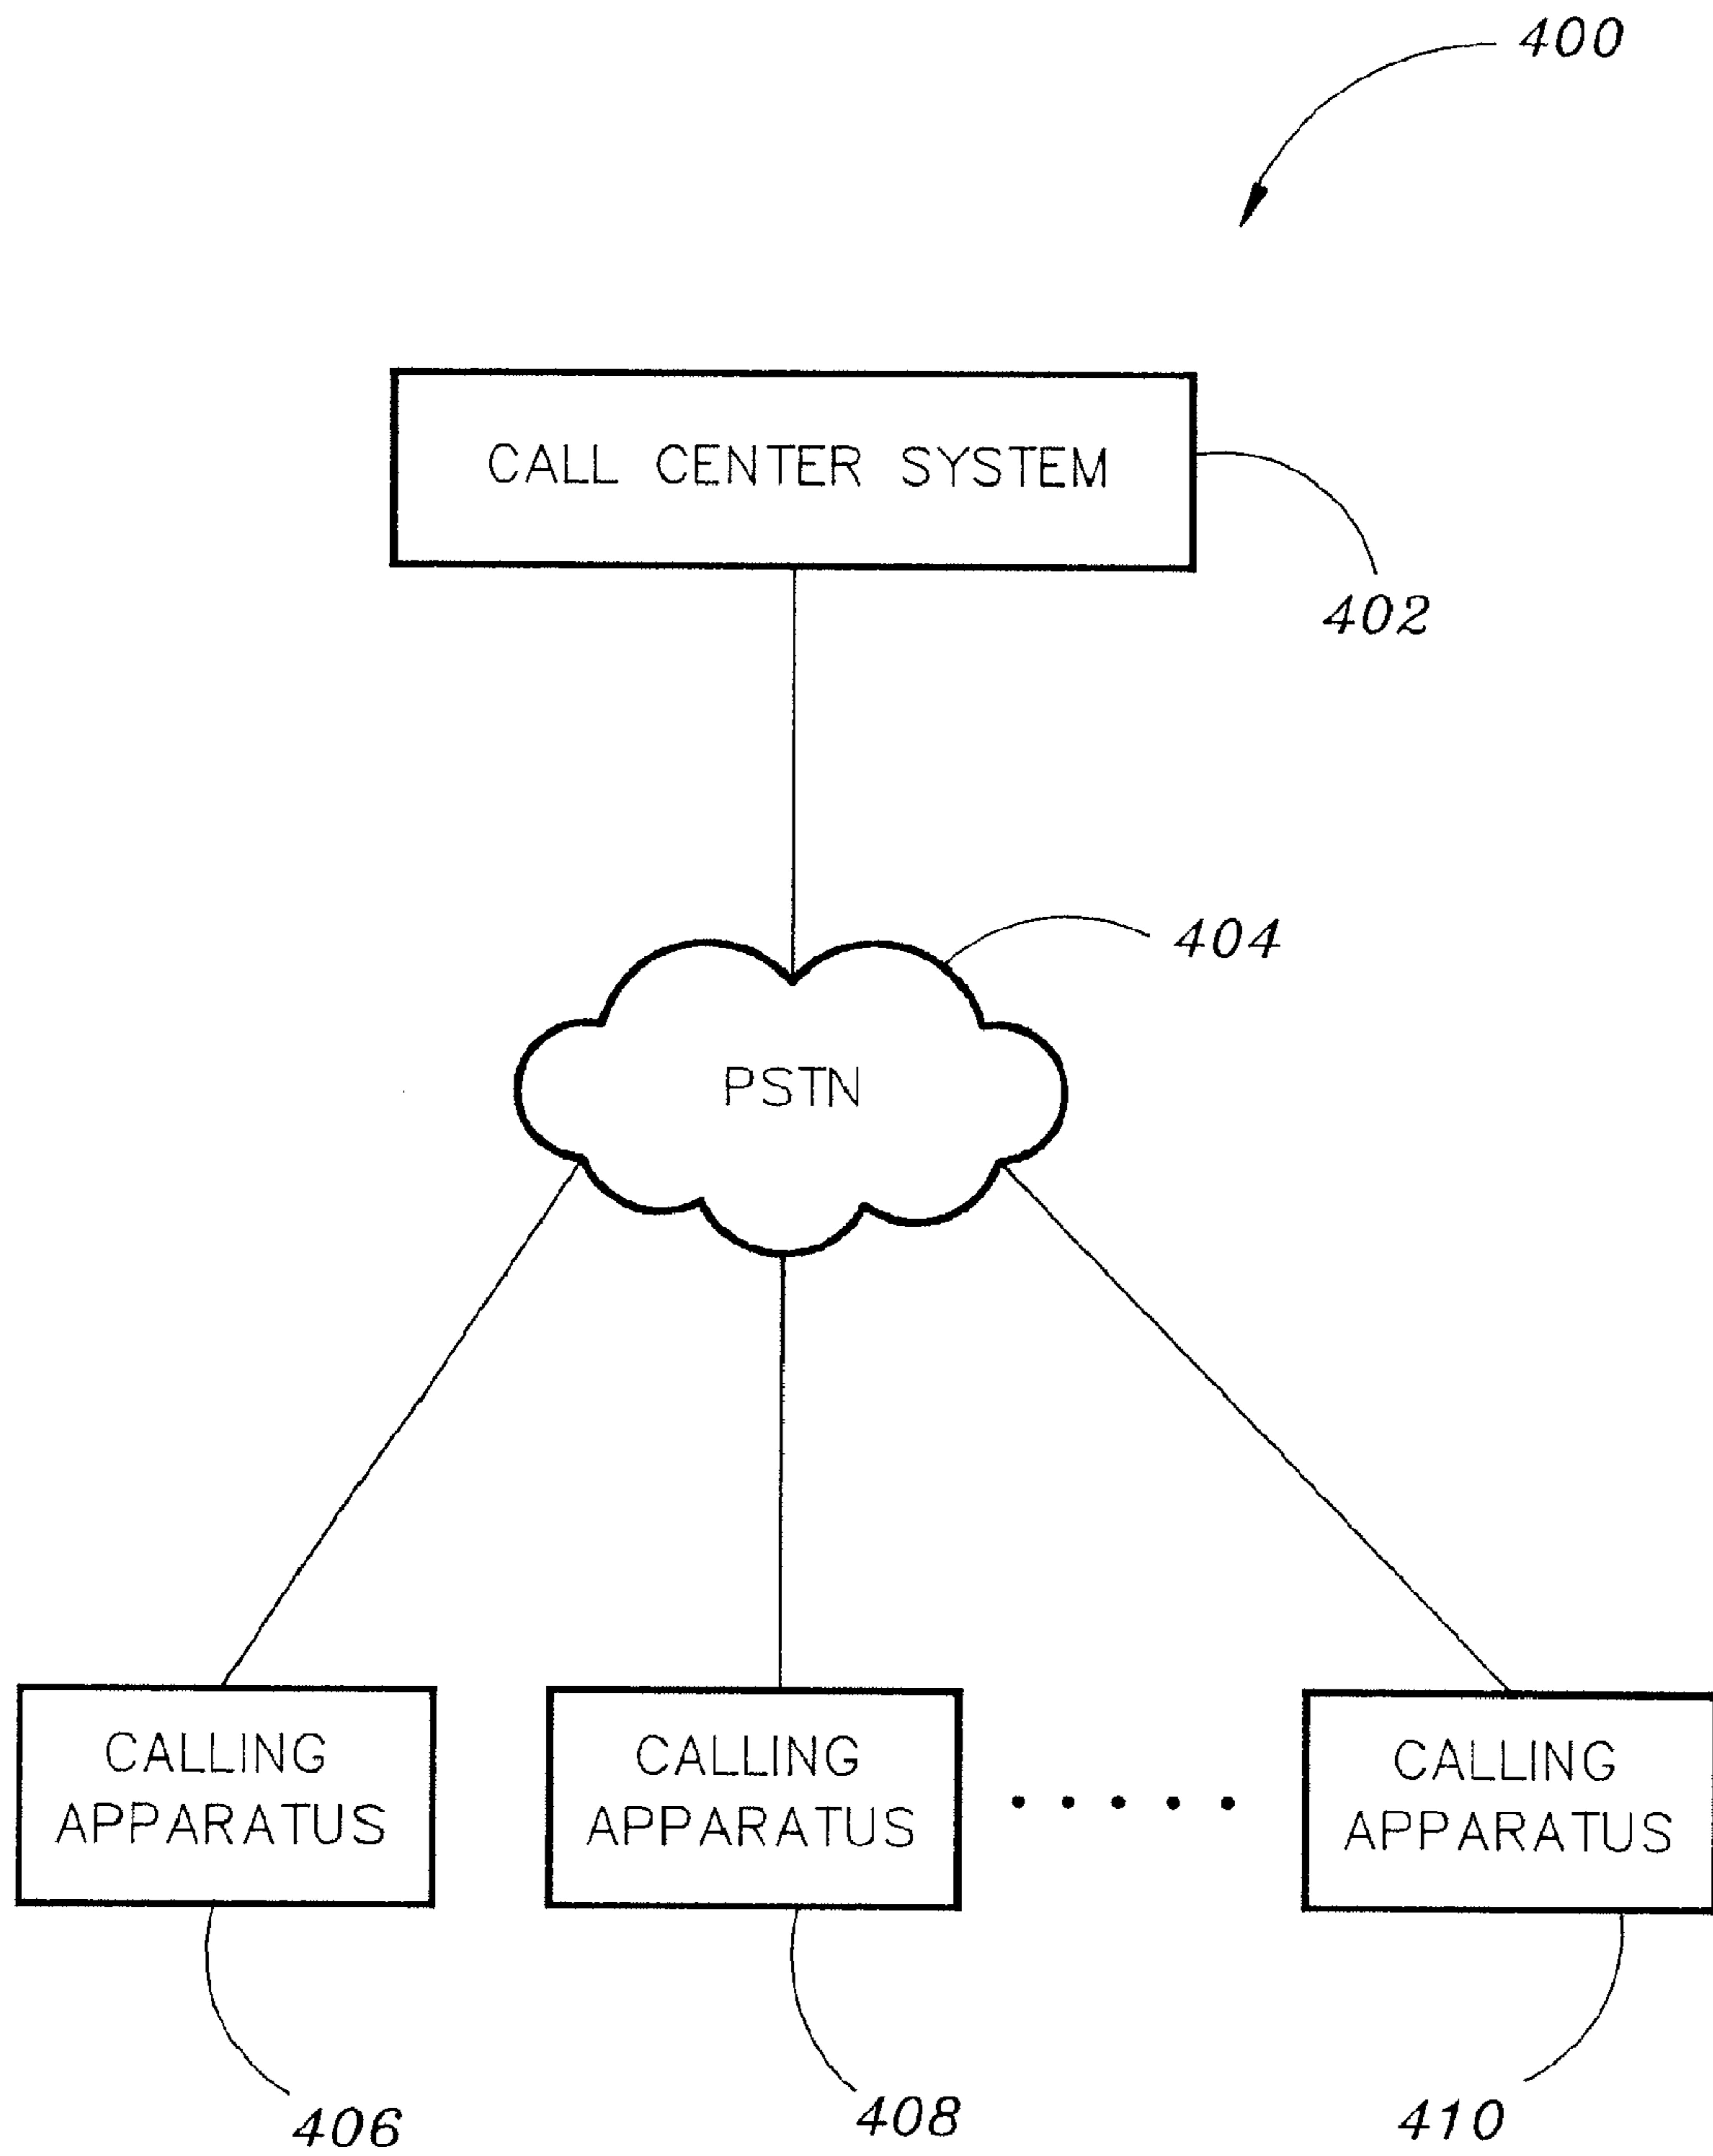 400
CALL CENTER SYSTEM
402
404
PSTN
CALLING
APPARATUS
CALLING
APPARATUS
CALLING
APPARATUS
406
408
410